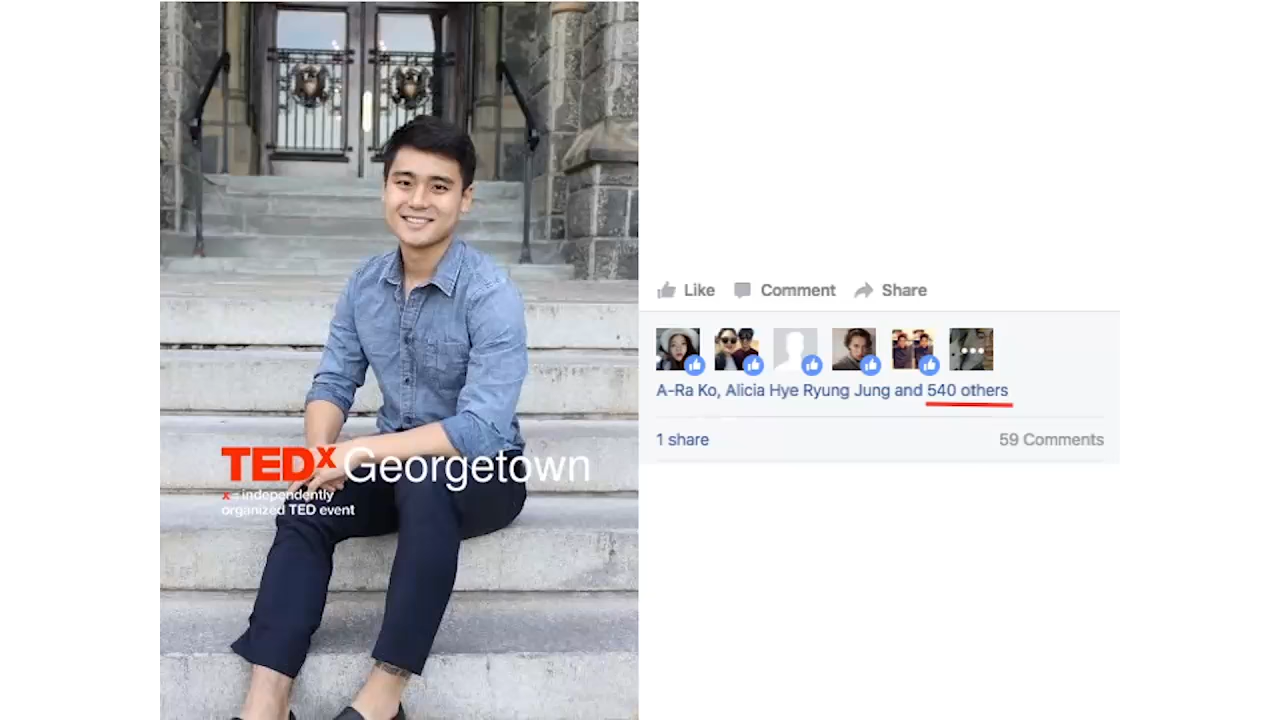 TEDx Georgetown
x = independently
organized TED event
Like Comment Share
A-Ra Ko, Alicia Hye Ryung Jung and 540 others
1 share 59 Comments